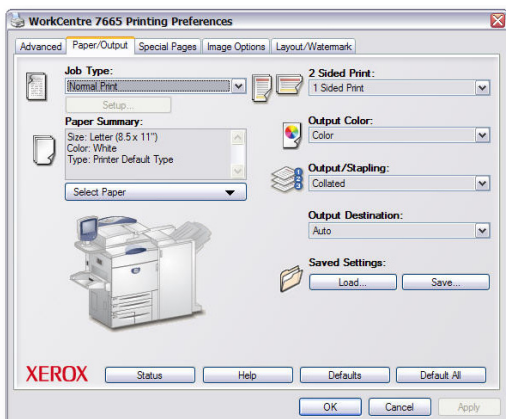 WorkCentre 7665 Printing Preferences
Advanced Paper/Output Special Pages Image Options Layout/Watermark
Job Type:
Normal Print
Setup...
Paper Summary:
Size: Letter (8.5 x 11")
Color: White
Type: Printer Default Type
Select Paper
2 Sided Print:
1 Sided Print
Output Color:
Color
Output/Stapling:
1
2
3
Collated
Output Destination:
Auto
Saved Settings:
Load... Save...
XEROX Status Help Defaults Default All
OK Cancel Apply